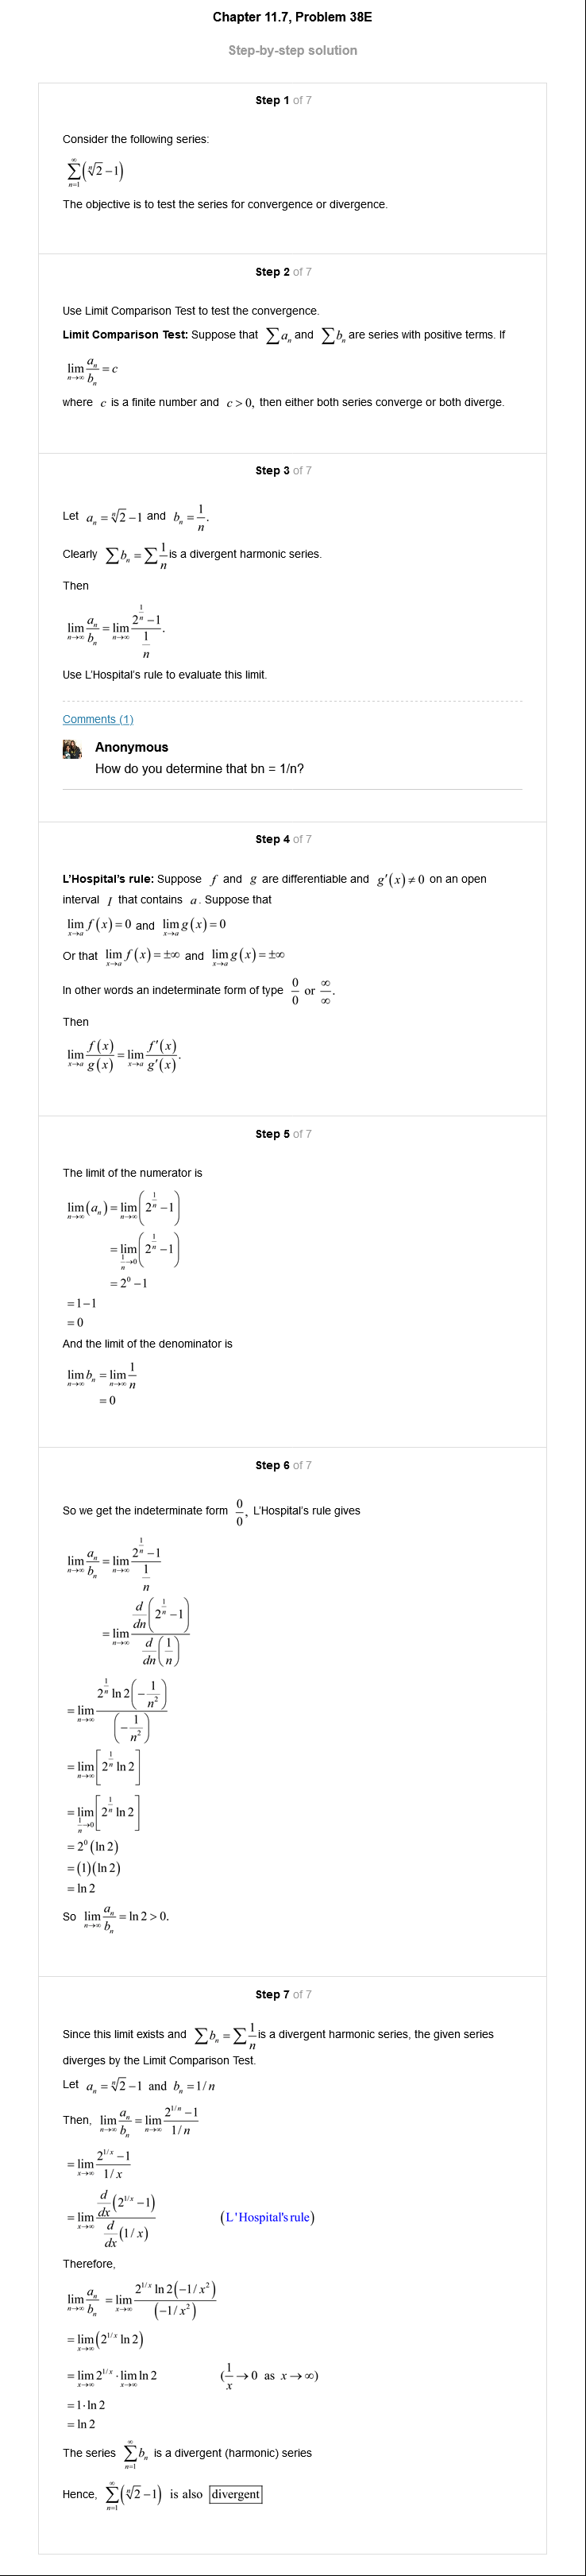 Chapter 11.7, Problem 38E
Step-by-step solution
Step 1 of 7
Consider the following series:
$\sum_{n=1}^{\infty}\left(\sqrt[n]{2}-1\right)$
The objective is to test the series for convergence or divergence.
Step 2 of 7
Use Limit Comparison Test to test the convergence.
Limit Comparison Test: Suppose that $\sum a_n$ and $\sum b_n$ are series with positive terms. If
$\lim_{n\to\infty}\frac{a_n}{b_n}=c$
where $c$ is a finite number and $c>0,$ then either both series converge or both diverge.
Step 3 of 7
Let $a_n=\sqrt[n]{2}-1$ and $b_n=\frac{1}{n}.$
Clearly $\sum b_n=\sum\frac{1}{n}$ is a divergent harmonic series.
Then
$\lim_{n\to\infty}\frac{a_n}{b_n}=\lim_{n\to\infty}\frac{2^{\frac{1}{n}}-1}{\frac{1}{n}}.$
Use L'Hospital's rule to evaluate this limit.
Comments (1)
Anonymous
How do you determine that bn = 1/n?
Step 4 of 7
L'Hospital's rule: Suppose $f$ and $g$ are differentiable and $g'(x)\neq 0$ on an open
interval $I$ that contains $a$. Suppose that
$\lim_{x\to a}f(x)=0$ and $\lim_{x\to a}g(x)=0$
Or that $\lim_{x\to a}f(x)=\pm\infty$ and $\lim_{x\to a}g(x)=\pm\infty$
In other words an indeterminate form of type $\frac{0}{0}$ or $\frac{\infty}{\infty}.$
Then
$\lim_{x\to a}\frac{f(x)}{g(x)}=\lim_{x\to a}\frac{f'(x)}{g'(x)}.$
Step 5 of 7
The limit of the numerator is
$\lim_{n\to\infty}(a_n)=\lim_{n\to\infty}\left(2^{\frac{1}{n}}-1\right)$
$=\lim_{\frac{1}{n}\to 0}\left(2^{\frac{1}{n}}-1\right)$
$=2^0-1$
$=1-1$
$=0$
And the limit of the denominator is
$\lim_{n\to\infty}b_n=\lim_{n\to\infty}\frac{1}{n}$
$=0$
Step 6 of 7
So we get the indeterminate form $\frac{0}{0},$ L'Hospital's rule gives
$\lim_{n\to\infty}\frac{a_n}{b_n}=\lim_{n\to\infty}\frac{2^{\frac{1}{n}}-1}{\frac{1}{n}}$
$=\lim_{n\to\infty}\frac{\frac{d}{dn}\left(2^{\frac{1}{n}}-1\right)}{\frac{d}{dn}\left(\frac{1}{n}\right)}$
$=\lim_{n\to\infty}\frac{2^{\frac{1}{n}}\ln 2\left(-\frac{1}{n^2}\right)}{\left(-\frac{1}{n^2}\right)}$
$=\lim_{n\to\infty}\left[2^{\frac{1}{n}}\ln 2\right]$
$=\lim_{\frac{1}{n}\to 0}\left[2^{\frac{1}{n}}\ln 2\right]$
$=2^0(\ln 2)$
$=(1)(\ln 2)$
$=\ln 2$
So $\lim_{n\to\infty}\frac{a_n}{b_n}=\ln 2>0.$
Step 7 of 7
Since this limit exists and $\sum b_n=\sum\frac{1}{n}$ is a divergent harmonic series, the given series
diverges by the Limit Comparison Test.
Let $a_n=\sqrt[n]{2}-1$ and $b_n=1/n$
Then, $\lim_{n\to\infty}\frac{a_n}{b_n}=\lim_{n\to\infty}\frac{2^{1/n}-1}{1/n}$
$=\lim_{x\to\infty}\frac{2^{1/x}-1}{1/x}$
$=\lim_{x\to\infty}\frac{\frac{d}{dx}(2^{1/x}-1)}{\frac{d}{dx}(1/x)}$ (L'Hospital's rule)
Therefore,
$\lim_{n\to\infty}\frac{a_n}{b_n}=\lim_{x\to\infty}\frac{2^{1/x}\ln 2(-1/x^2)}{(-1/x^2)}$
$=\lim_{x\to\infty}(2^{1/x}\ln 2)$
$=\lim_{x\to\infty}2^{1/x}\cdot\lim_{x\to\infty}\ln 2$ $(\frac{1}{x}\to 0$ as $x\to\infty)$
$=1\cdot\ln 2$
$=\ln 2$
The series $\sum_{n=1}^{\infty}b_n$ is a divergent (harmonic) series
Hence, $\sum_{n=1}^{\infty}\left(\sqrt[n]{2}-1\right)$ is also divergent